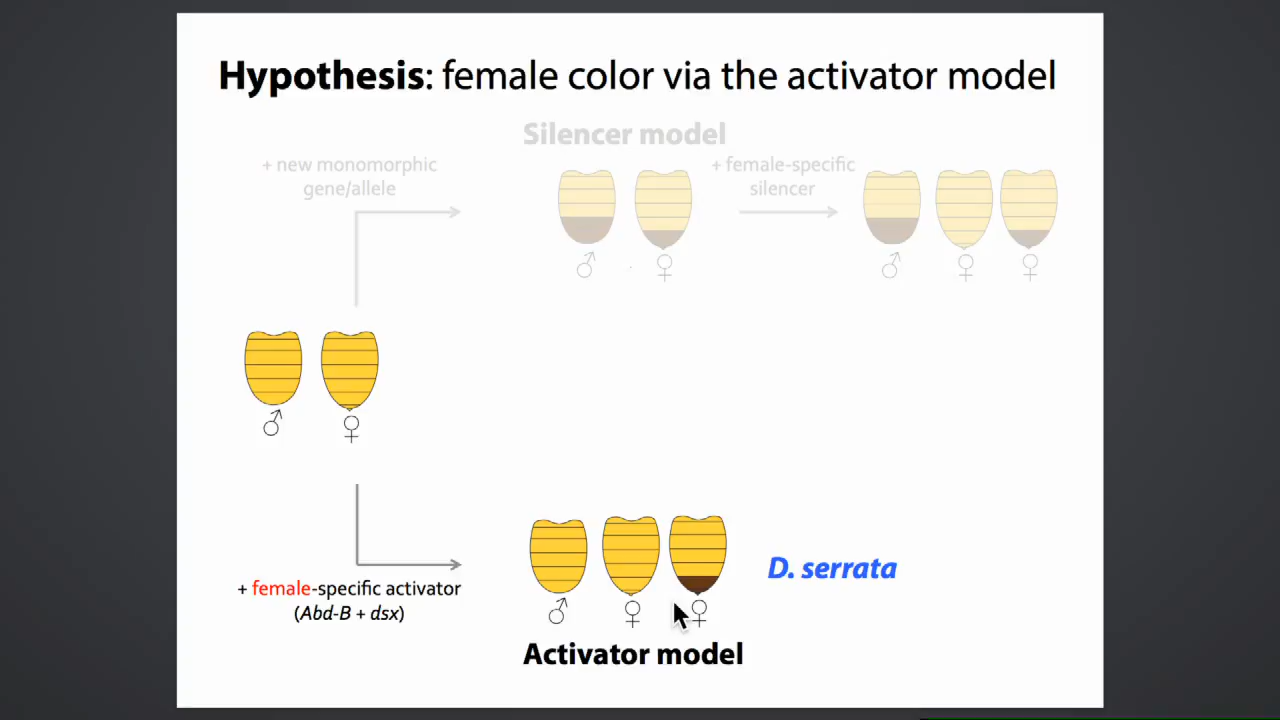 Hypothesis: female color via the activator model
Silencer model
+ new monomorphic
gene/allele
+ female-specific
silencer
♂ ♀ ♂ ♀ ♀
♂ ♀
+ female-specific activator
(Abd-B + dsx)
♂ ♀ ♀
D. serrata
Activator model